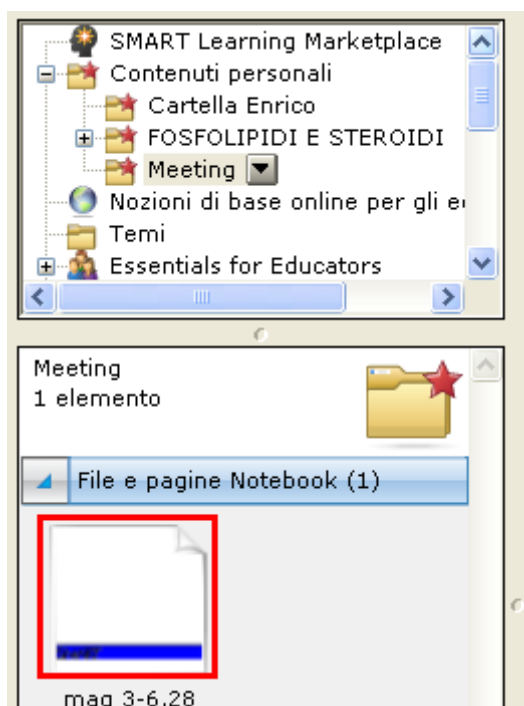 SMART Learning Marketplace
Contenuti personali
Cartella Enrico
FOSFOLIPIDI E STEROIDI
Meeting
Nozioni di base online per gli e
Temi
Essentials for Educators
Meeting
1 elemento
File e pagine Notebook (1)
mag 3-6.28